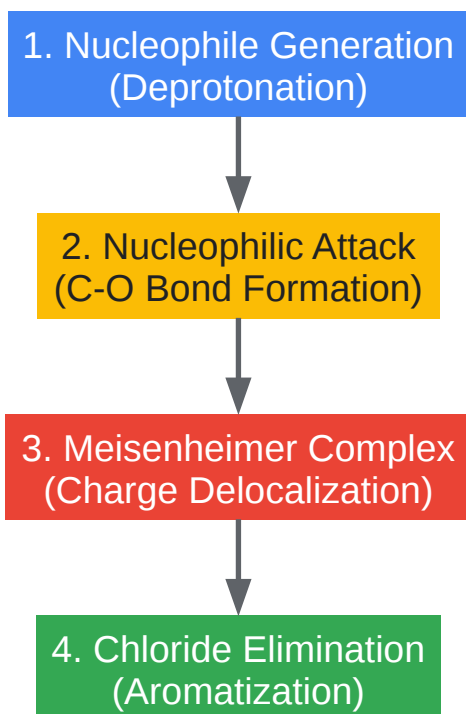 1. Nucleophile Generation
(Deprotonation)
2. Nucleophilic Attack
(C-O Bond Formation)
3. Meisenheimer Complex
(Charge Delocalization)
4. Chloride Elimination
(Aromatization)